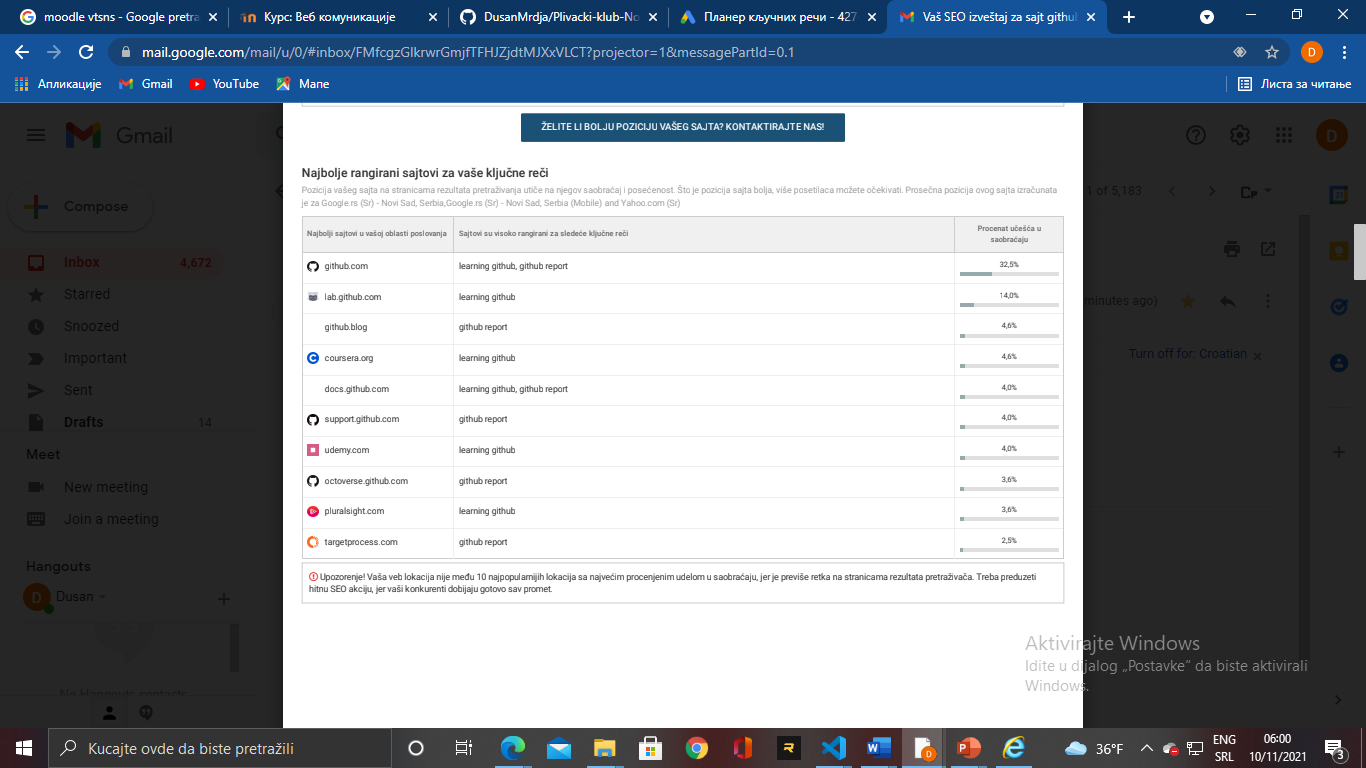 moodle vtsns - Google pretra
Курс: Веб комуникације
DusanMrdja/Plivacki-klub-No
Планер кључних речи - 427
Vaš SEO izveštaj za sajt githu
mail.google.com/mail/u/0/#inbox/FMfcgzGlkrwrGmjfTFHJZjdtMJXxVLCT?projector=1&messagePartId=0.1
D
Апликације
Gmail
YouTube
Мапе
Листа за читање
Gmail
D
ŽELITE LI BOLJU POZICIJU VAŠEG SAJTA? KONTAKTIRAJTE NAS!
Compose
1 of 5,183
Inbox 4,672
Starred
Snoozed
Important
Sent
Drafts 14
Meet
New meeting
Join a meeting
Hangouts
D Dusan
No Hangouts contacts
minutes ago)
Turn off for: Croatian
Najbolje rangirani sajtovi za vaše ključne reči
Pozicija vašeg sajta na stranicama rezultata pretraživanja utiče na njegov saobraćaj i posećenost. Što je pozicija sajta bolja, više posetilaca možete očekivati. Prosečna pozicija ovog sajta izračunata
je za Google.rs (Sr) - Novi Sad, Serbia,Google.rs (Sr) - Novi Sad, Serbia (Mobile) and Yahoo.com (Sr)
Najbolji sajtovi u vašoj oblasti poslovanja Sajtovi su visoko rangirani za sledeće ključne reči Procenat učešća u
saobraćaju
github.com learning github, github report 32,5%
lab.github.com learning github 14,0%
github.blog github report 4,6%
coursera.org learning github 4,6%
docs.github.com learning github, github report 4,0%
support.github.com github report 4,0%
udemy.com learning github 4,0%
octoverse.github.com github report 3,6%
pluralsight.com learning github 3,6%
targetprocess.com github report 2,5%
Upozorenje! Vaša veb lokacija nije među 10 najpopularnijih lokacija sa najvećim procenjenim udelom u saobraćaju, jer je previše retka na stranicama rezultata pretraživača. Treba preduzeti
hitnu SEO akciju, jer vaši konkurenti dobijaju gotovo sav promet.
Aktivirajte Windows
Idite u dijalog „Postavke“ da biste aktivirali
Windows.
Kucajte ovde da biste pretražili
36°F
ENG
SRL
06:00
10/11/2021
3